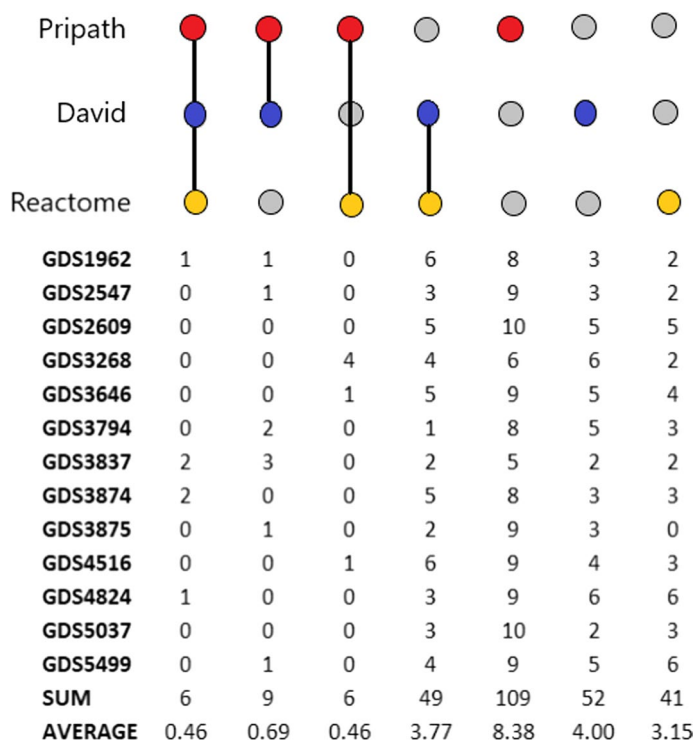 Pripath
David
Reactome
GDS1962 1 1 0 6 8 3 2
GDS2547 0 1 0 3 9 3 2
GDS2609 0 0 0 5 10 5 5
GDS3268 0 0 4 4 6 6 2
GDS3646 0 0 1 5 9 5 4
GDS3794 0 2 0 1 8 5 3
GDS3837 2 3 0 2 5 2 2
GDS3874 2 0 0 5 8 3 3
GDS3875 0 1 0 2 9 3 0
GDS4516 0 0 1 6 9 4 3
GDS4824 1 0 0 3 9 6 6
GDS5037 0 0 0 3 10 2 3
GDS5499 0 1 0 4 9 5 6
SUM 6 9 6 49 109 52 41
AVERAGE 0.46 0.69 0.46 3.77 8.38 4.00 3.15